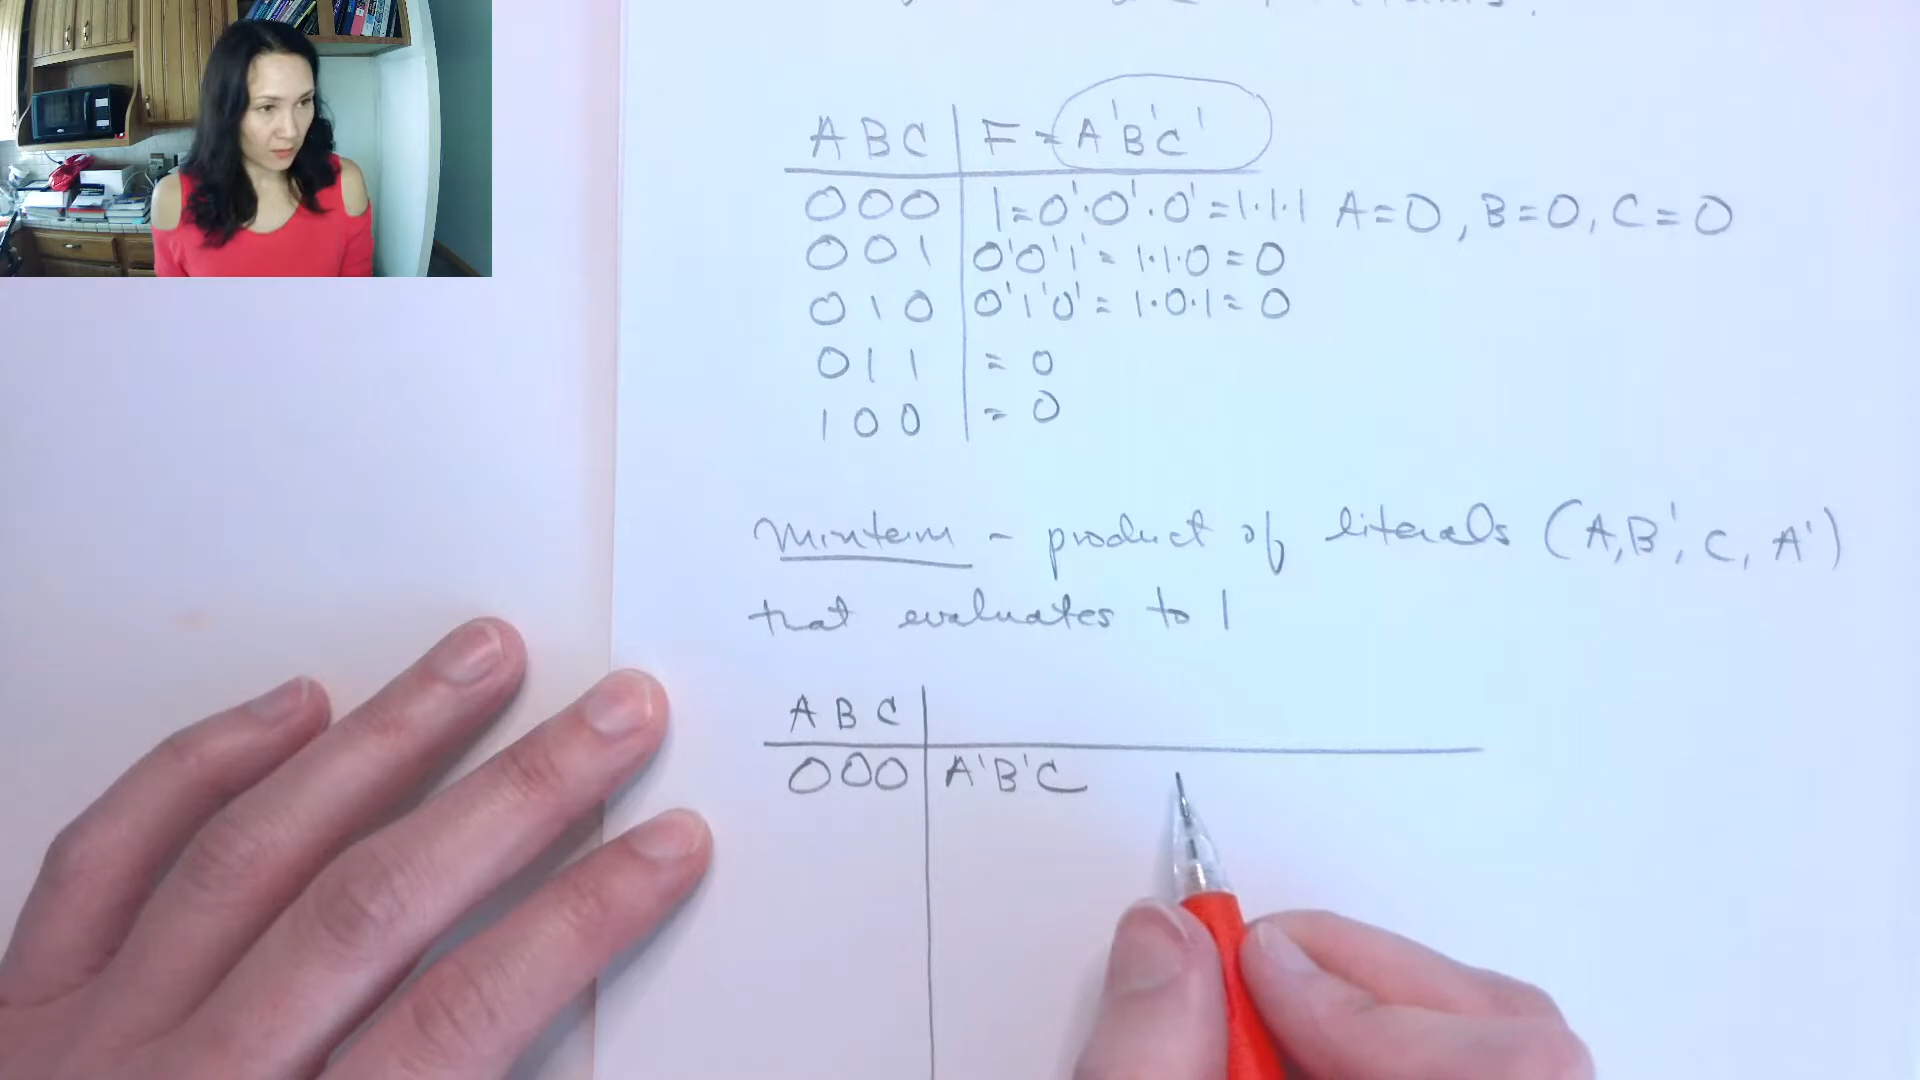 A B C F = A'B'C'
0 0 0 1=0'·0'·0'=1·1·1 A=0, B=0, C=0
0 0 1 0'0'1' = 1·1·0 = 0
0 1 0 0'1'0' = 1·0·1 = 0
0 1 1 = 0
1 0 0 = 0
Minterm - product of literals (A, B', C, A')
that evaluates to 1
A B C
0 0 0 A'B'C